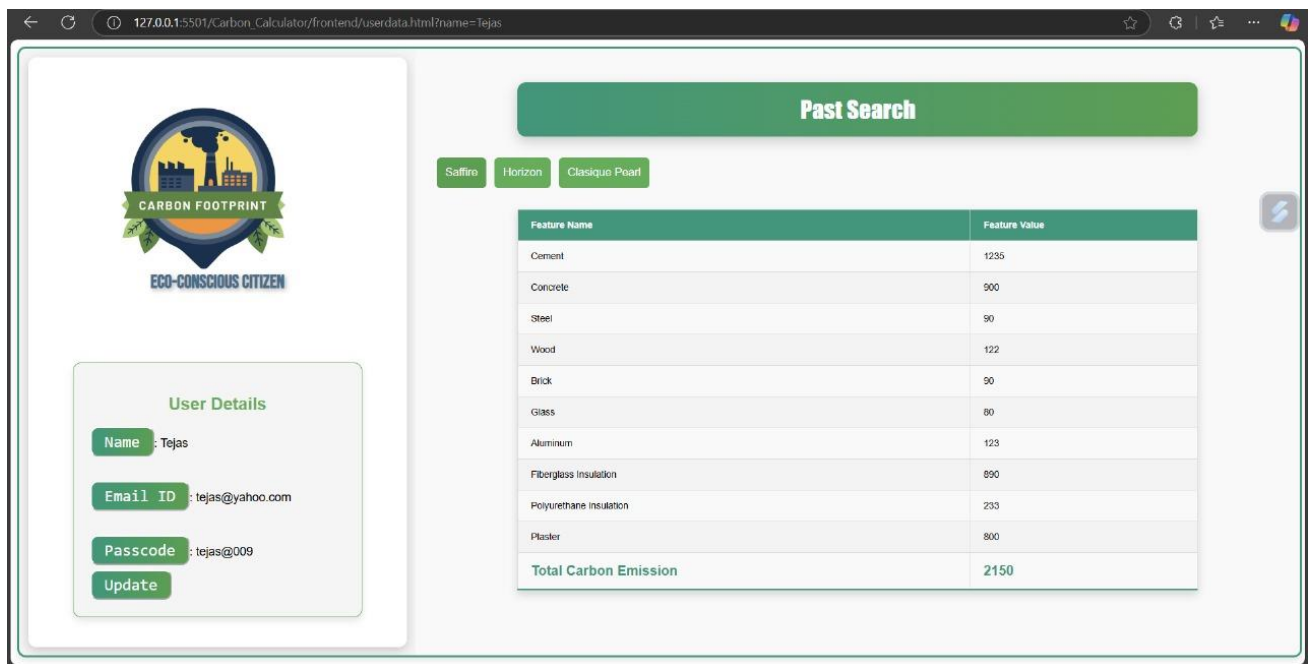 127.0.0.1:5501/Carbon_Calculator/frontend/userdata.html?name=Tejas
CARBON FOOTPRINT
ECO-CONSCIOUS CITIZEN
User Details
Name : Tejas
Email ID : tejas@yahoo.com
Passcode : tejas@009
Update
Past Search
Saffire Horizon Clasique Pearl
Feature Name Feature Value
Cement 1235
Concrete 900
Steel 90
Wood 122
Brick 90
Glass 80
Aluminum 123
Fiberglass Insulation 890
Polyurethane Insulation 233
Plaster 800
Total Carbon Emission 2150